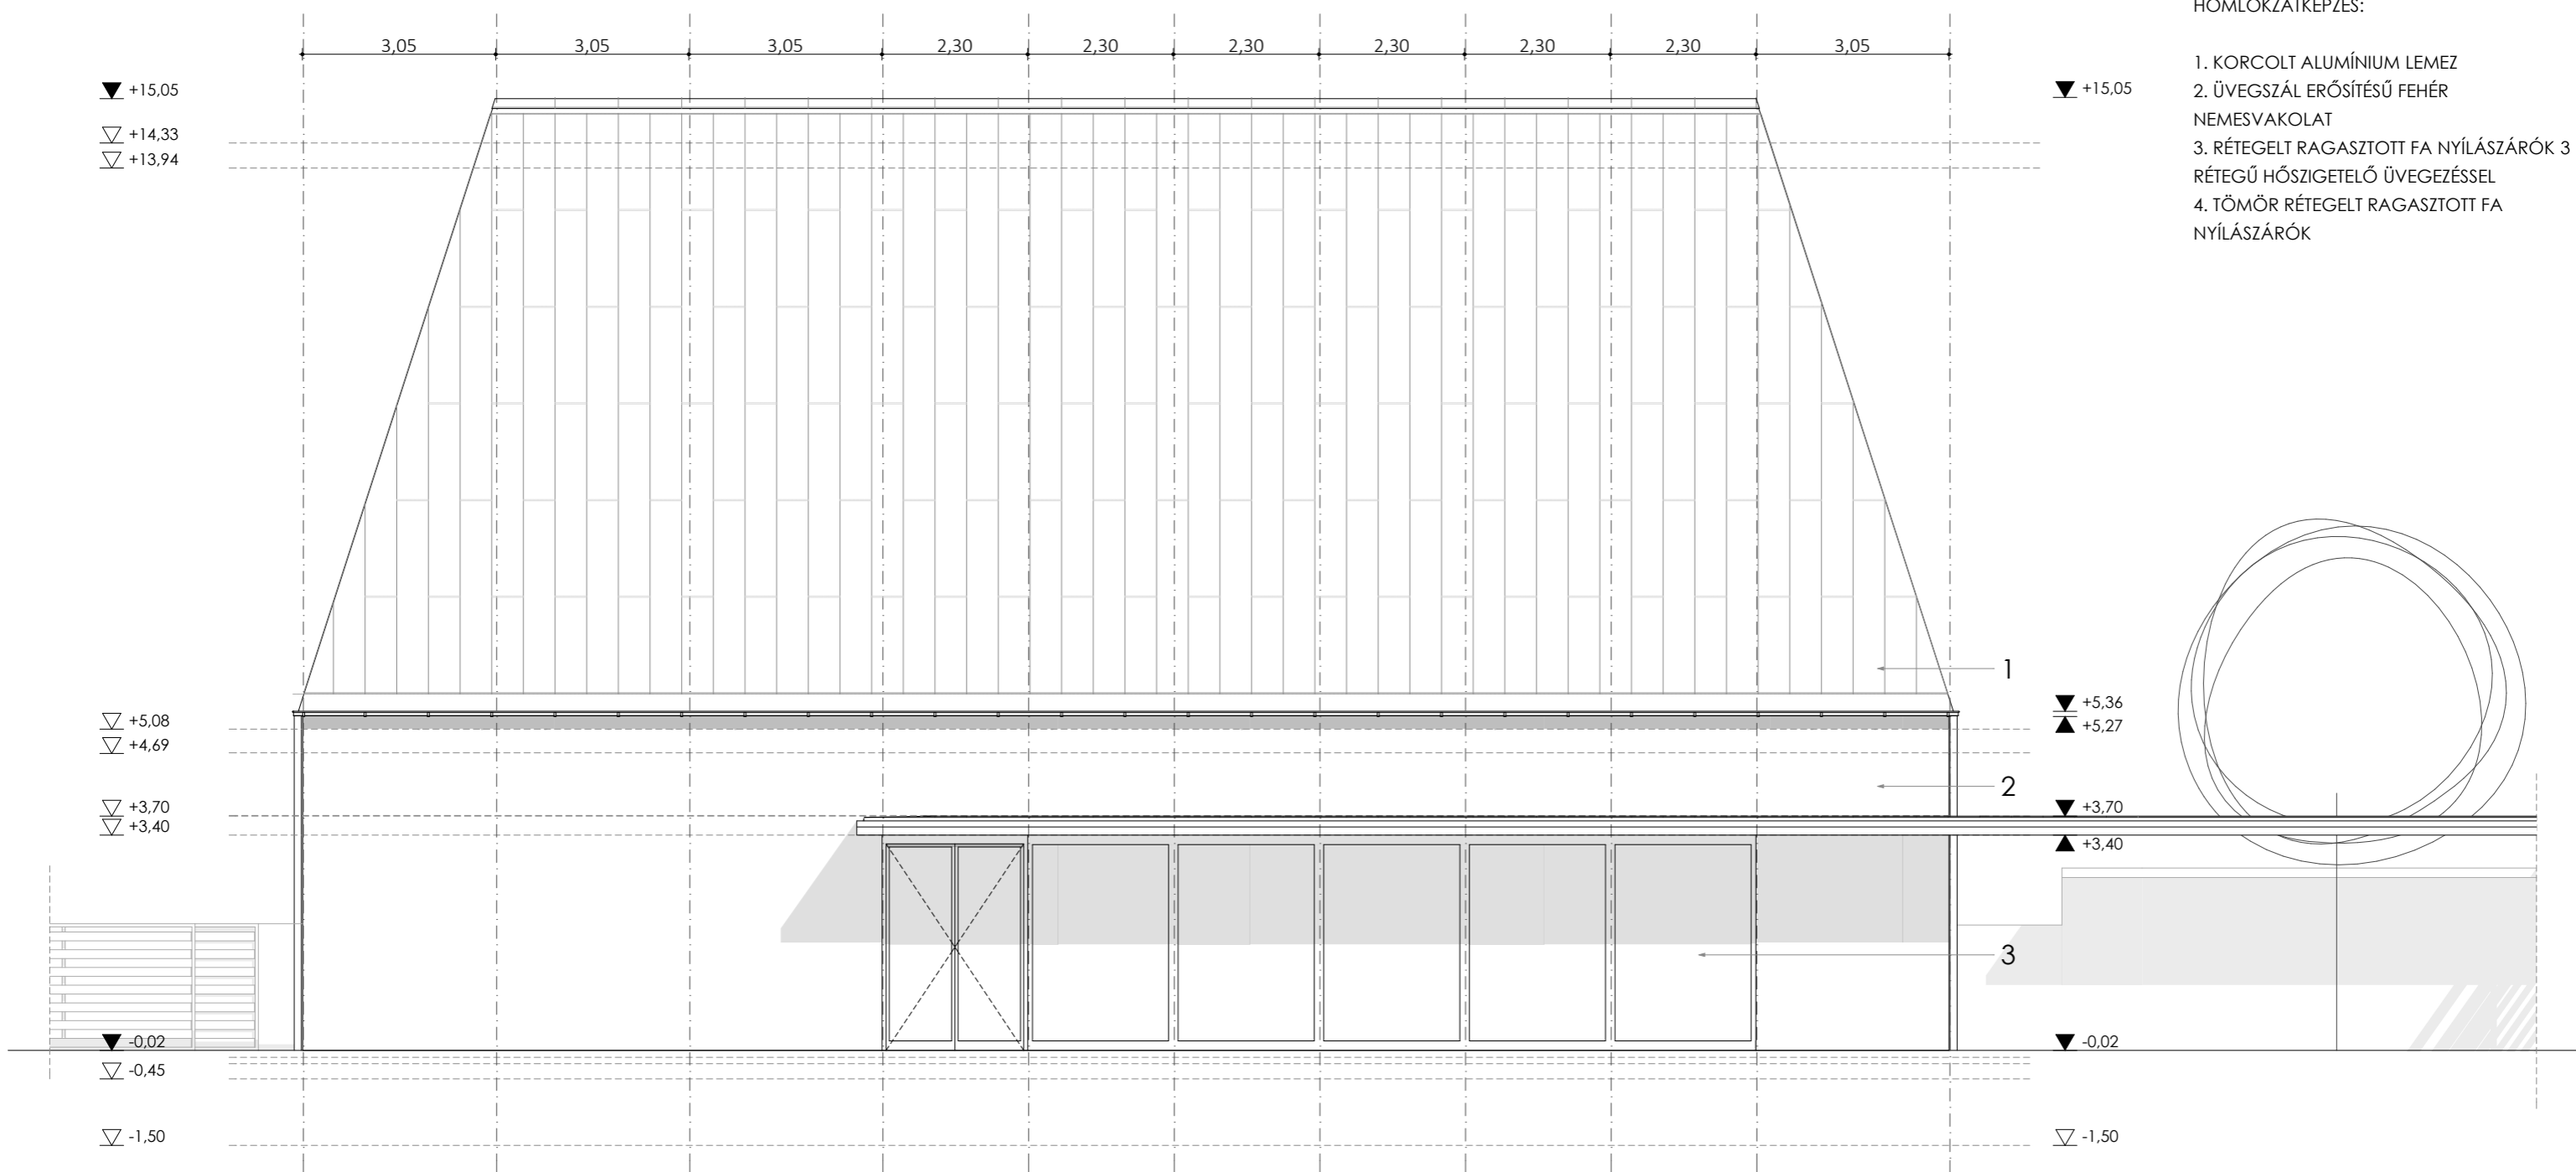 HOMLOKZATKÉPZÉS:
1. KORCOLT ALUMÍNIUM LEMEZ
2. ÜVEGSZÁL ERŐSÍTÉSŰ FEHÉR
NEMESVAKOLAT
3. RÉTEGELT RAGASZTOTT FA NYÍLÁSZÁRÓK 3
RÉTEGŰ HŐSZIGETELŐ ÜVEGEZÉSSEL
4. TÖMÖR RÉTEGELT RAGASZTOTT FA
NYÍLÁSZÁRÓK
3,05 3,05 3,05 2,30 2,30 2,30 2,30 2,30 2,30 3,05
+15,05 +15,05
+14,33
+13,94
1
+5,36
+5,08 +5,27
+4,69
2
+3,70 +3,70
+3,40
+3,40
3
-0,02 -0,02
-0,45
-1,50 -1,50